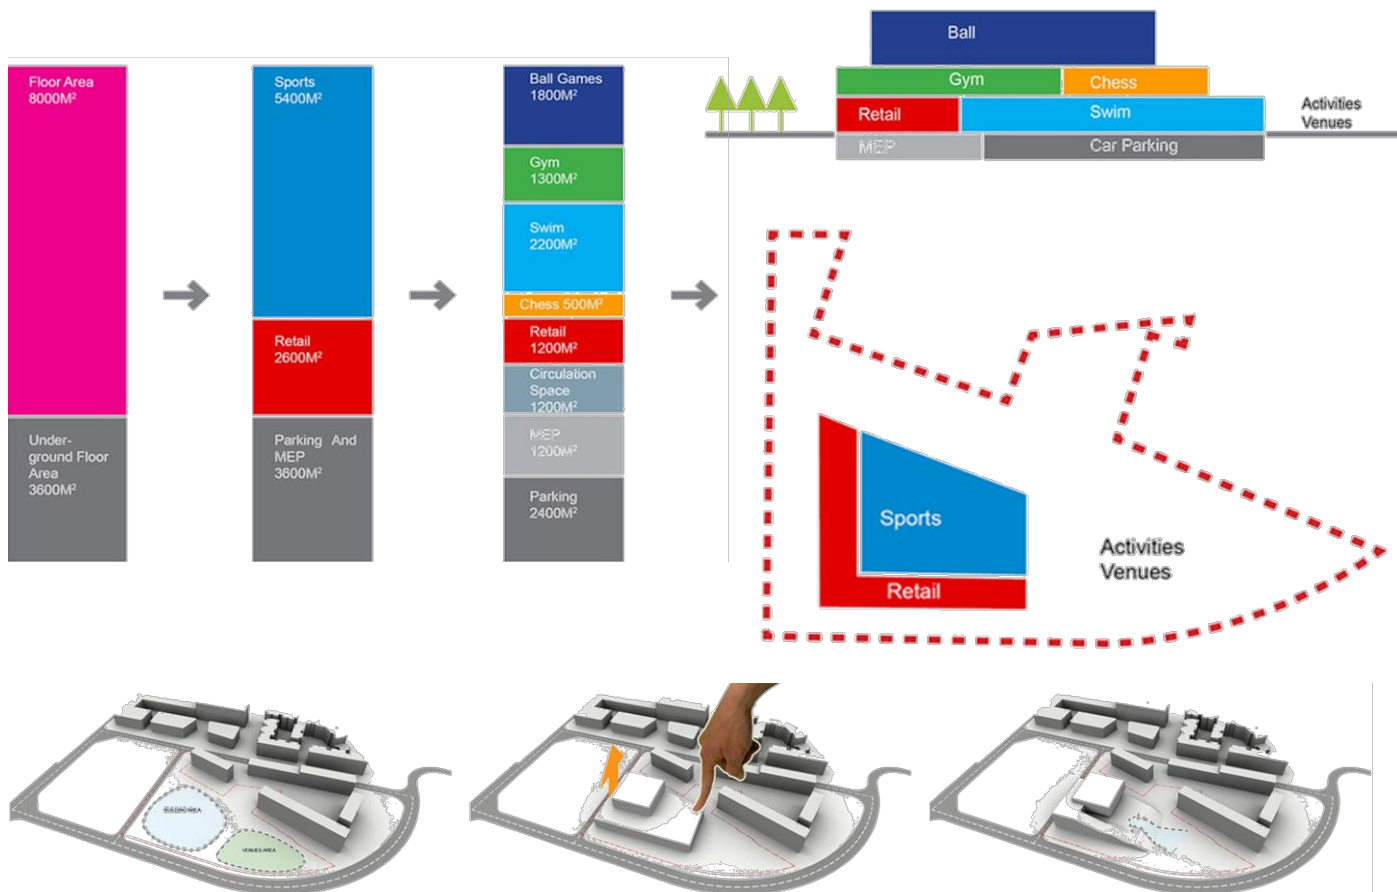 Floor Area
8000M²
Under-
ground Floor
Area
3600M²
Sports
5400M²
Retail
2600M²
Parking And
MEP
3600M²
Ball Games
1800M²
Gym
1300M²
Swim
2200M²
Chess 500M²
Retail
1200M²
Circulation
Space
1200M²
MEP
1200M²
Parking
2400M²
Ball
Gym
Chess
Retail
Swim
MEP
Car Parking
Activities
Venues
Sports
Retail
Activities
Venues
VENUES AREA